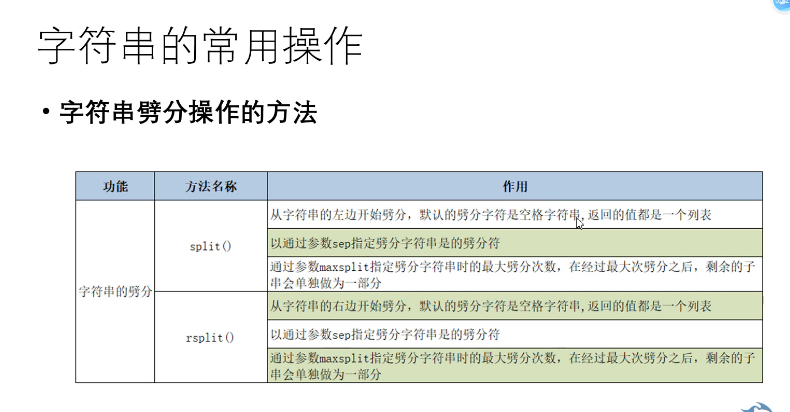 字符串的常用操作
• 字符串劈分操作的方法
功能 方法名称 作用
字符串的劈分
split()
从字符串的左边开始劈分，默认的劈分字符是空格字符串,返回的值都是一个列表
以通过参数sep指定劈分字符串是的劈分符
通过参数maxsplit指定劈分字符串时的最大劈分次数，在经过最大次劈分之后，剩余的子
串会单独做为一部分
rsplit()
从字符串的右边开始劈分，默认的劈分字符是空格字符串,返回的值都是一个列表
以通过参数sep指定劈分字符串是的劈分符
通过参数maxsplit指定劈分字符串时的最大劈分次数，在经过最大次劈分之后，剩余的子
串会单独做为一部分